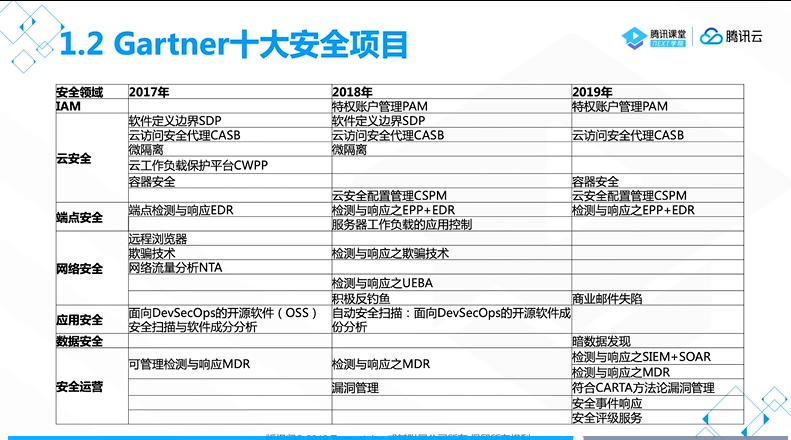 1.2 Gartner十大安全项目
腾讯课堂
NEXT学院
腾讯云
安全领域 2017年 2018年 2019年
IAM 特权账户管理PAM 特权账户管理PAM
云安全
软件定义边界SDP 软件定义边界SDP
云访问安全代理CASB 云访问安全代理CASB 云访问安全代理CASB
微隔离 微隔离
云工作负载保护平台CWPP
容器安全 容器安全
云安全配置管理CSPM 云安全配置管理CSPM
端点安全
端点检测与响应EDR 检测与响应之EPP+EDR 检测与响应之EPP+EDR
服务器工作负载的应用控制
网络安全
远程浏览器
欺骗技术 检测与响应之欺骗技术
网络流量分析NTA
检测与响应之UEBA
积极反钓鱼 商业邮件失陷
应用安全
面向DevSecOps的开源软件（OSS） 自动安全扫描：面向DevSecOps的开源软件成
安全扫描与软件成分分析 份分析
数据安全 暗数据发现
安全运营
检测与响应之SIEM+SOAR
可管理检测与响应MDR 检测与响应之MDR 检测与响应之MDR
漏洞管理 符合CARTA方法论漏洞管理
安全事件响应
安全评级服务